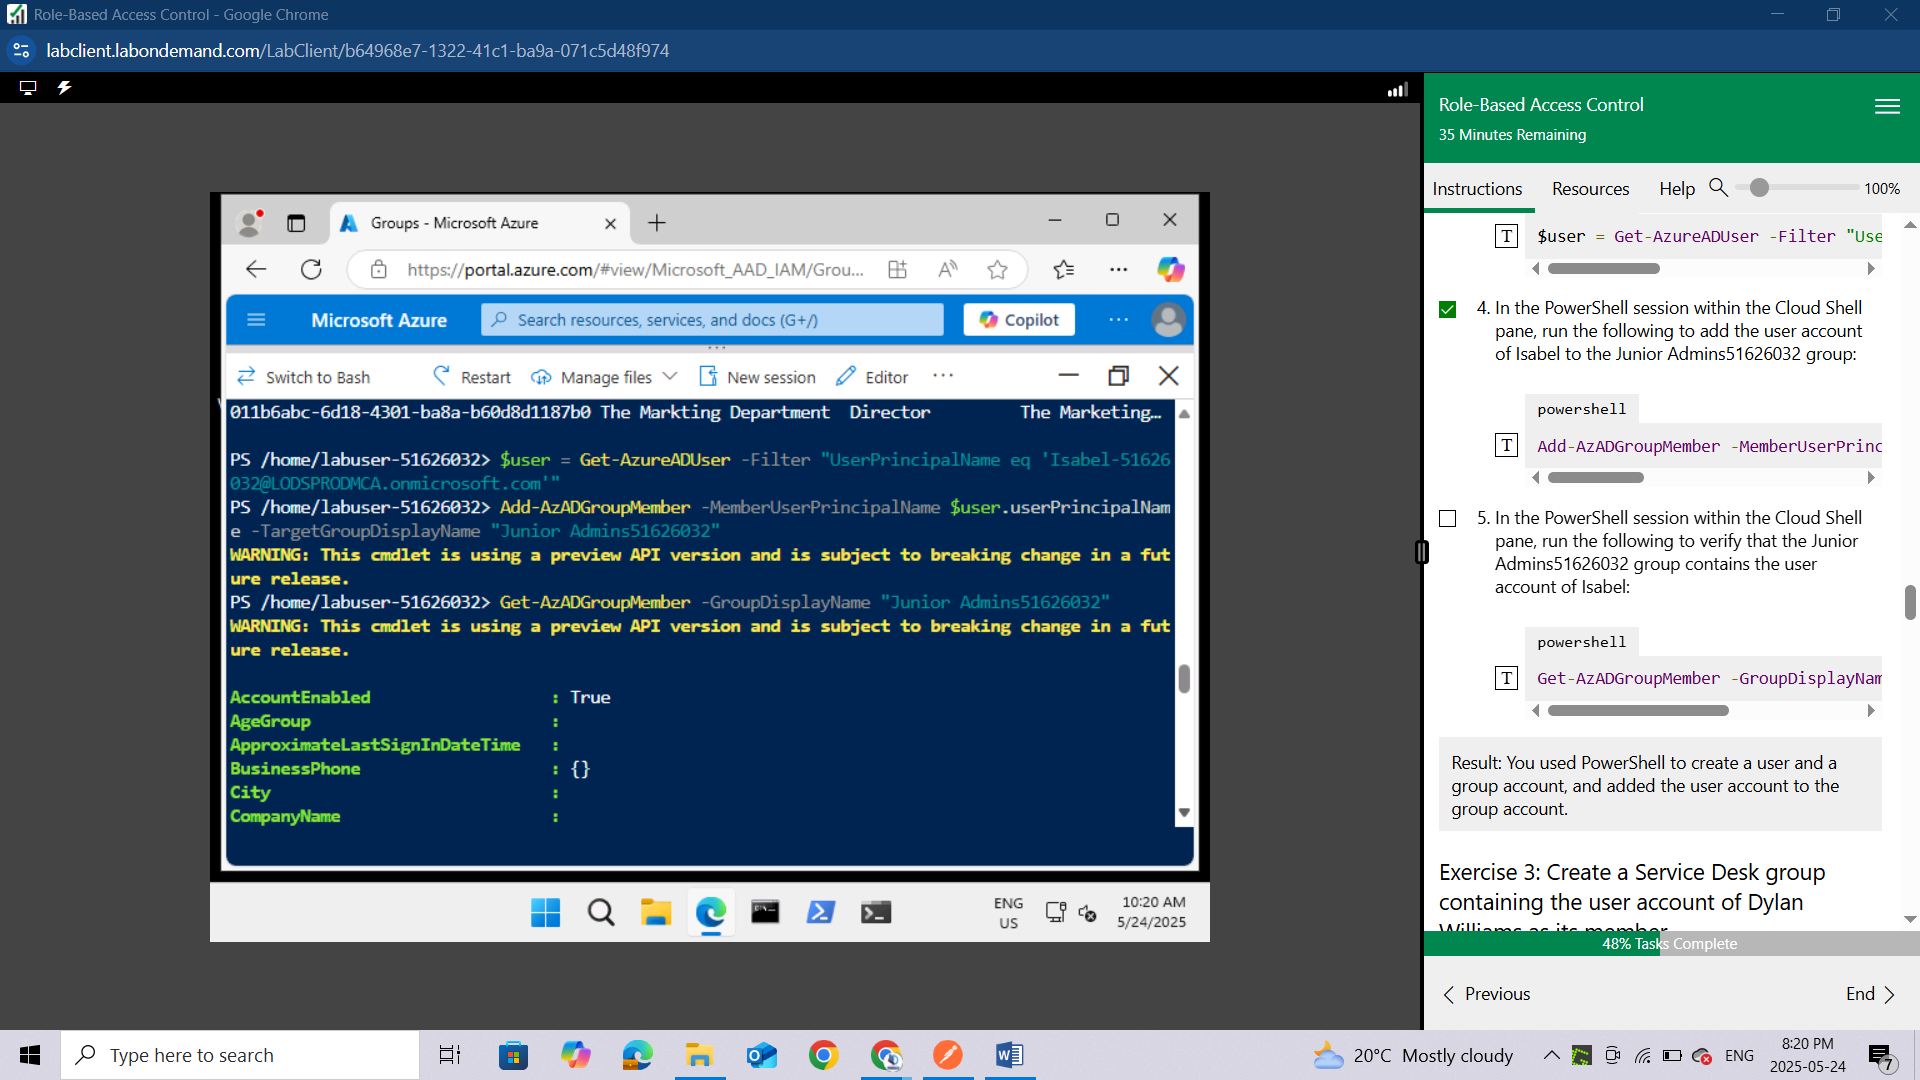 Role-Based Access Control - Google Chrome
labclient.labondemand.com/LabClient/b64968e7-1322-41c1-ba9a-071c5d48f974
Groups - Microsoft Azure
https://portal.azure.com/#view/Microsoft_AAD_IAM/Grou...
Microsoft Azure
Search resources, services, and docs (G+/)
Copilot
Switch to Bash
Restart
Manage files
New session
Editor
011b6abc-6d18-4301-ba8a-b60d8d1187b0 The Markting Department Director The Marketing…
PS /home/labuser-51626032> $user = Get-AzureADUser -Filter "UserPrincipalName eq 'Isabel-51626
032@LODSPRODMCA.onmicrosoft.com'"
PS /home/labuser-51626032> Add-AzADGroupMember -MemberUserPrincipalName $user.userPrincipalNam
e -TargetGroupDisplayName "Junior Admins51626032"
WARNING: This cmdlet is using a preview API version and is subject to breaking change in a fut
ure release.
PS /home/labuser-51626032> Get-AzADGroupMember -GroupDisplayName "Junior Admins51626032"
WARNING: This cmdlet is using a preview API version and is subject to breaking change in a fut
ure release.
AccountEnabled : True
AgeGroup :
ApproximateLastSignInDateTime :
BusinessPhone : {}
City :
CompanyName :
ENG
US
10:20 AM
5/24/2025
Role-Based Access Control
35 Minutes Remaining
Instructions
Resources
Help
100%
T
$user = Get-AzureADUser -Filter "Use
4. In the PowerShell session within the Cloud Shell
pane, run the following to add the user account
of Isabel to the Junior Admins51626032 group:
powershell
T
Add-AzADGroupMember -MemberUserPrinc
5. In the PowerShell session within the Cloud Shell
pane, run the following to verify that the Junior
Admins51626032 group contains the user
account of Isabel:
powershell
T
Get-AzADGroupMember -GroupDisplayNam
Result: You used PowerShell to create a user and a
group account, and added the user account to the
group account.
Exercise 3: Create a Service Desk group
containing the user account of Dylan
Williams as its member
48% Tasks Complete
Previous
End
Type here to search
20°C Mostly cloudy
ENG
8:20 PM
2025-05-24
7